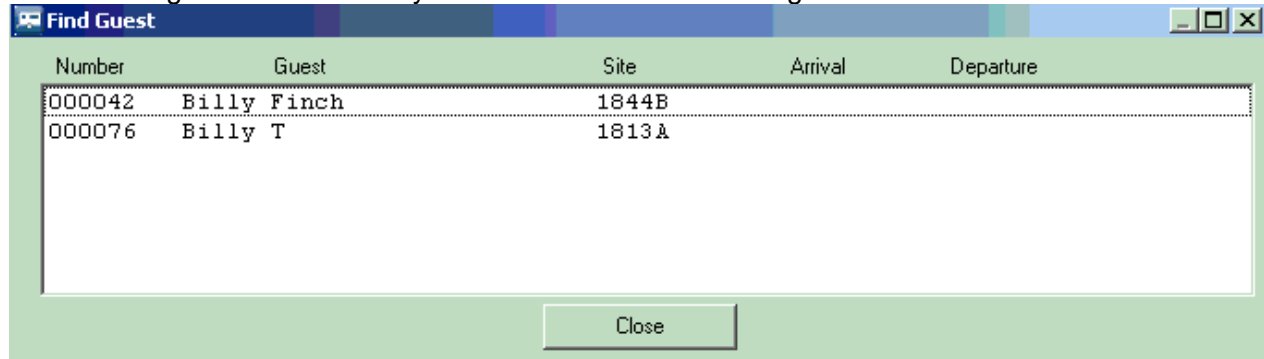 Find Guest
Number Guest Site Arrival Departure
000042 Billy Finch 1844B
000076 Billy T 1813A
Close